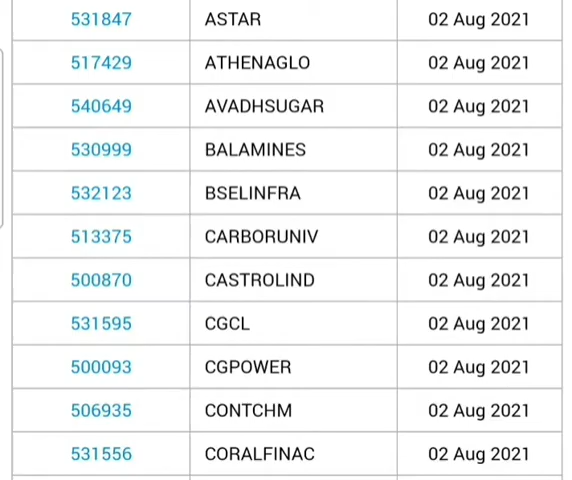 531847 ASTAR 02 Aug 2021
517429 ATHENAGLO 02 Aug 2021
540649 AVADHSUGAR 02 Aug 2021
530999 BALAMINES 02 Aug 2021
532123 BSELINFRA 02 Aug 2021
513375 CARBORUNIV 02 Aug 2021
500870 CASTROLIND 02 Aug 2021
531595 CGCL 02 Aug 2021
500093 CGPOWER 02 Aug 2021
506935 CONTCHM 02 Aug 2021
531556 CORALFINAC 02 Aug 2021